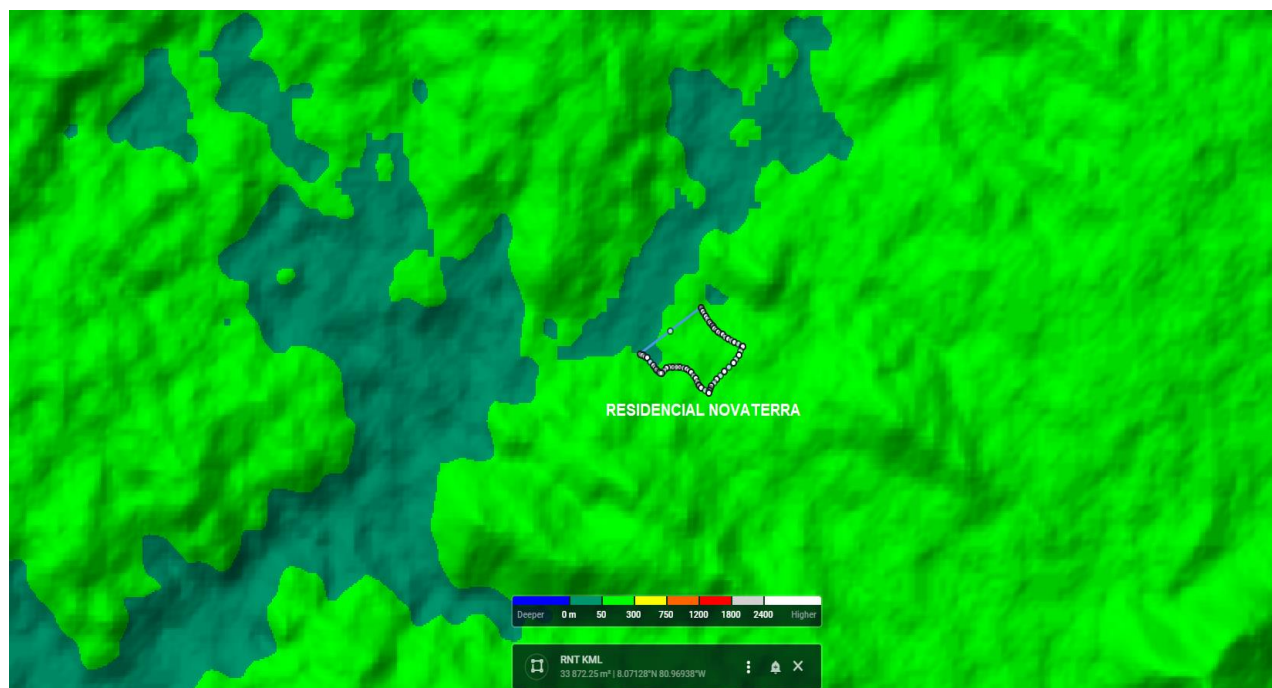 RESIDENCIAL NOVATERRA
Deeper 0 m 50 300 750 1200 1800 2400 Higher
RNT KML
33 872.25 m² | 8.07128°N 80.96938°W